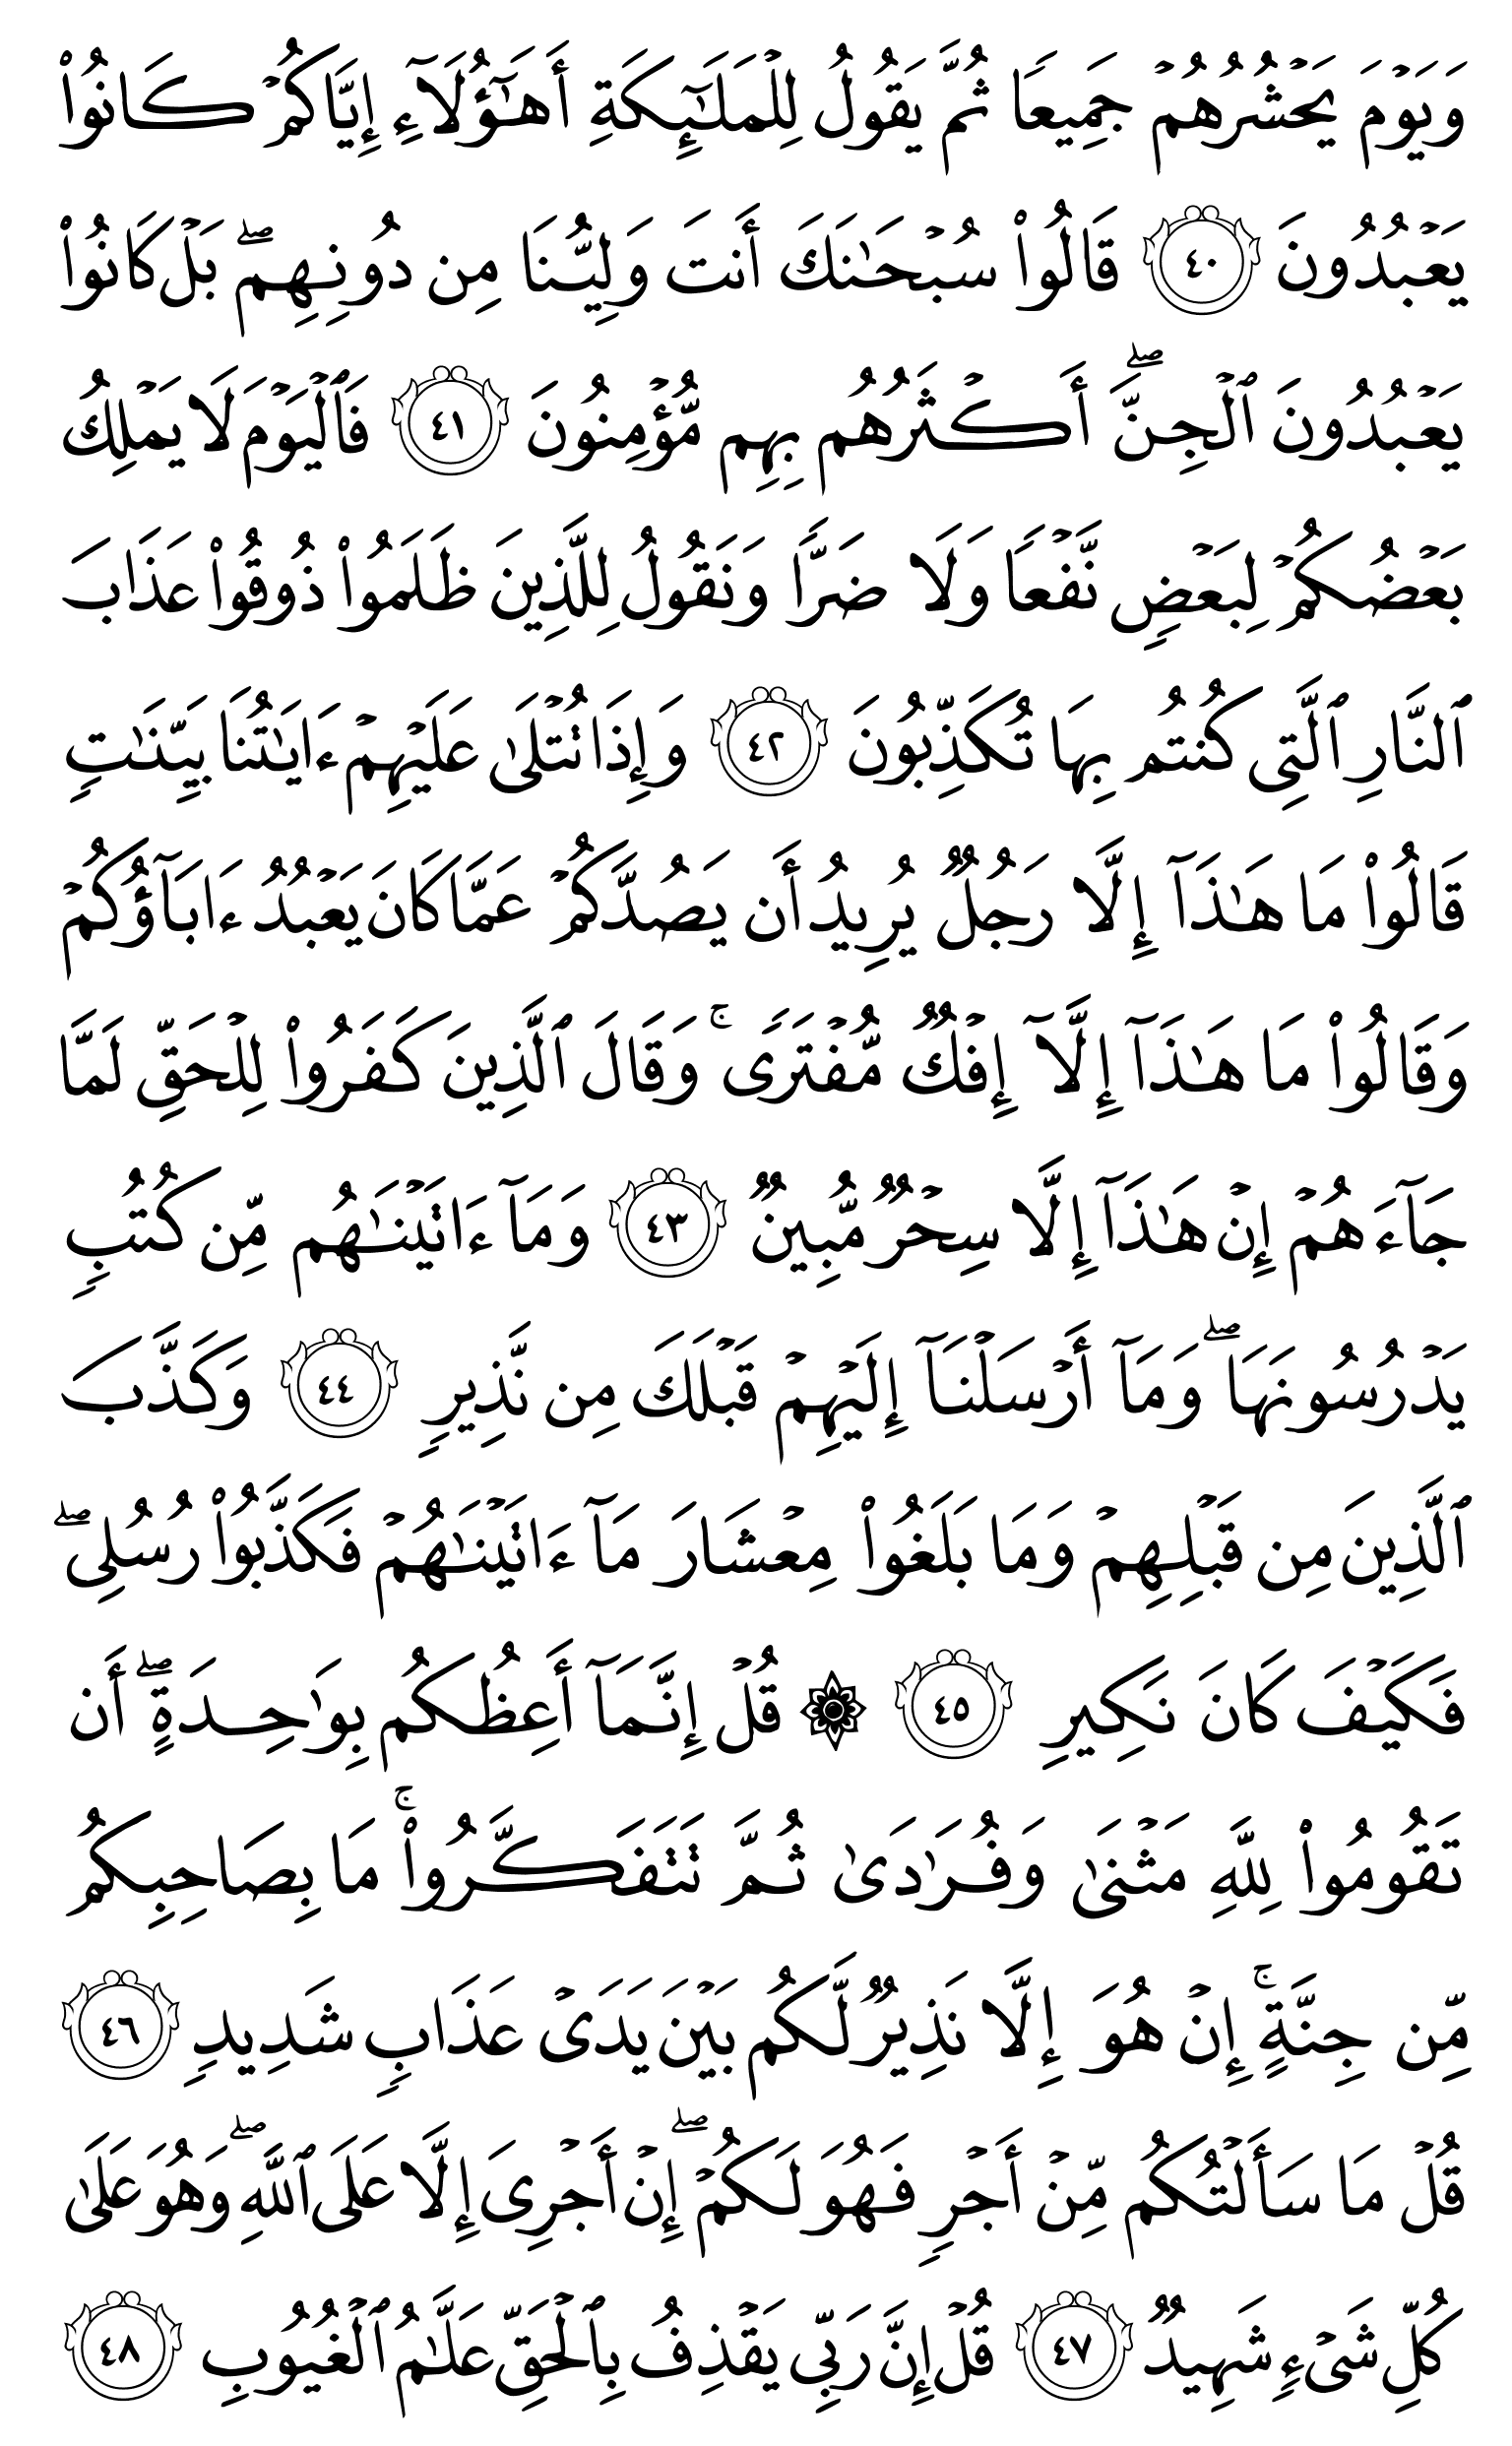 وَيَوْمَ يَحْشُرُهُمْ جَمِيعًا ثُمَّ يَقُولُ لِلْمَلَـٰٓئِكَةِ أَهَـٰٓؤُلَآءِ إِيَّاكُمْ كَانُوا۟
يَعْبُدُونَ ٤٠ قَالُوا۟ سُبْحَـٰنَكَ أَنتَ وَلِيُّنَا مِن دُونِهِم ۖ بَلْ كَانُوا۟
يَعْبُدُونَ ٱلْجِنَّ ۖ أَكْثَرُهُم بِهِم مُّؤْمِنُونَ ٤١ فَٱلْيَوْمَ لَا يَمْلِكُ
بَعْضُكُمْ لِبَعْضٍ نَّفْعًا وَلَا ضَرًّا وَنَقُولُ لِلَّذِينَ ظَلَمُوا۟ ذُوقُوا۟ عَذَابَ
ٱلنَّارِ ٱلَّتِى كُنتُم بِهَا تُكَذِّبُونَ ٤٢ وَإِذَا تُتْلَىٰ عَلَيْهِمْ ءَايَـٰتُنَا بَيِّنَـٰتٍ
قَالُوا۟ مَا هَـٰذَآ إِلَّا رَجُلٌ يُرِيدُ أَن يَصُدَّكُمْ عَمَّا كَانَ يَعْبُدُ ءَابَآؤُكُمْ
وَقَالُوا۟ مَا هَـٰذَآ إِلَّآ إِفْكٌ مُّفْتَرًى ۚ وَقَالَ ٱلَّذِينَ كَفَرُوا۟ لِلْحَقِّ لَمَّا
جَآءَهُمْ إِنْ هَـٰذَآ إِلَّا سِحْرٌ مُّبِينٌ ٤٣ وَمَآ ءَاتَيْنَـٰهُم مِّن كُتُبٍ
يَدْرُسُونَهَا ۖ وَمَآ أَرْسَلْنَآ إِلَيْهِمْ قَبْلَكَ مِن نَّذِيرٍ ٤٤ وَكَذَّبَ
ٱلَّذِينَ مِن قَبْلِهِمْ وَمَا بَلَغُوا۟ مِعْشَارَ مَآ ءَاتَيْنَـٰهُمْ فَكَذَّبُوا۟ رُسُلِى ۖ
فَكَيْفَ كَانَ نَكِيرِ ٤٥ ۞ قُلْ إِنَّمَآ أَعِظُكُم بِوَٰحِدَةٍ ۖ أَن
تَقُومُوا۟ لِلَّهِ مَثْنَىٰ وَفُرَٰدَىٰ ثُمَّ تَتَفَكَّرُوا۟ ۚ مَا بِصَاحِبِكُم
مِّن جِنَّةٍ ۚ إِنْ هُوَ إِلَّا نَذِيرٌ لَّكُم بَيْنَ يَدَىْ عَذَابٍ شَدِيدٍ ٤٦
قُلْ مَا سَأَلْتُكُم مِّنْ أَجْرٍ فَهُوَ لَكُمْ ۖ إِنْ أَجْرِىَ إِلَّا عَلَى ٱللَّهِ ۖ وَهُوَ عَلَىٰ
كُلِّ شَىْءٍ شَهِيدٌ ٤٧ قُلْ إِنَّ رَبِّى يَقْذِفُ بِٱلْحَقِّ عَلَّـٰمُ ٱلْغُيُوبِ ٤٨